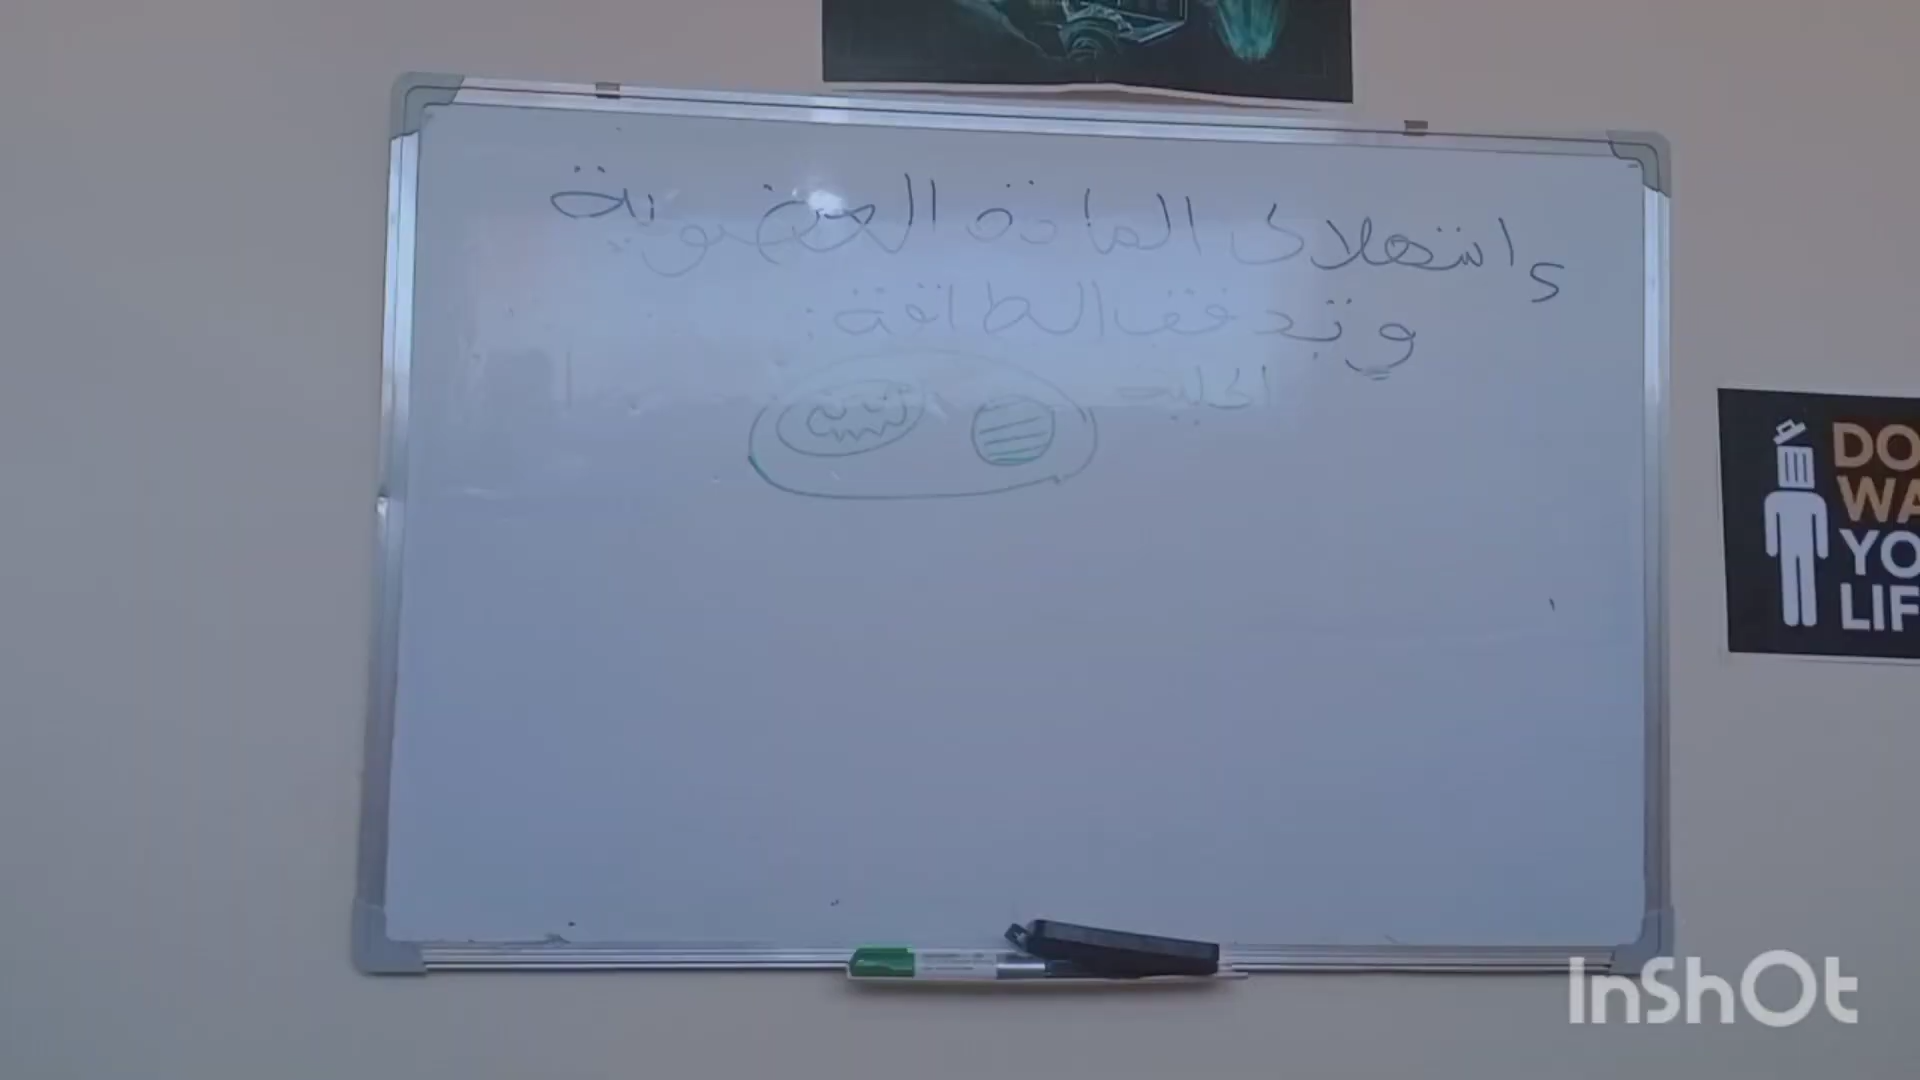 استهلاك المادة العضوية
وتدفق الطاقة:
الخلية
DO
WA
YO
LIF
InShOt